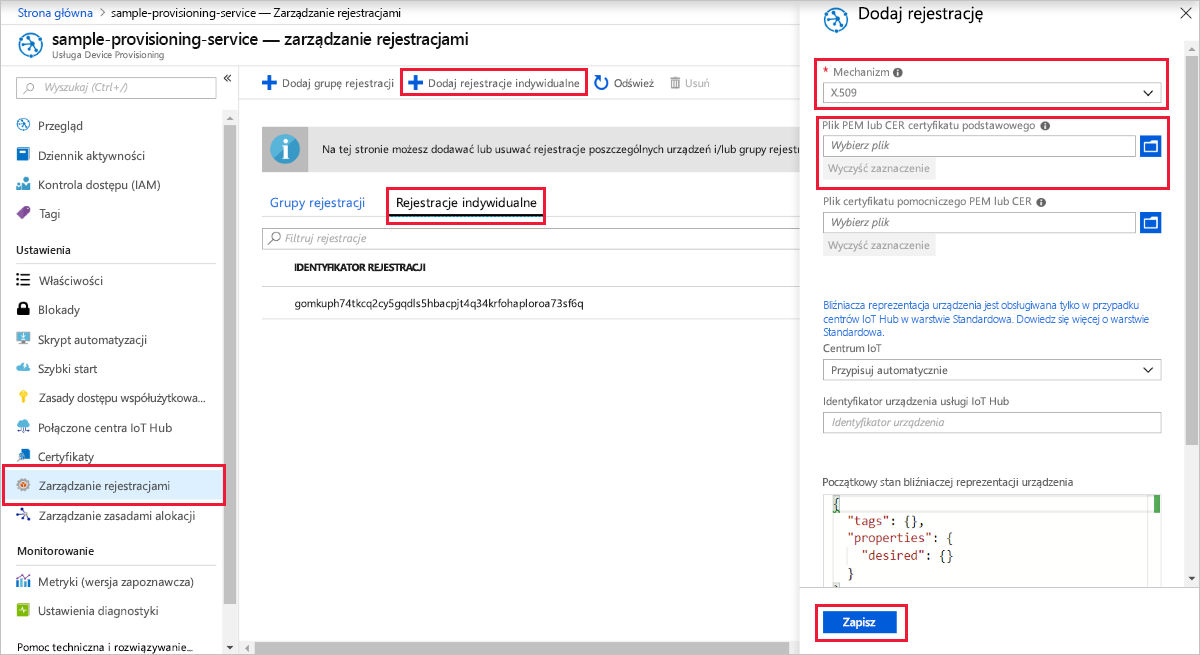 Strona główna > sample-provisioning-service — Zarządzanie rejestracjami
sample-provisioning-service — zarządzanie rejestracjami
Usługa Device Provisioning
Wyszukaj (Ctrl+/)
Przegląd
Dziennik aktywności
Kontrola dostępu (IAM)
Tagi
Ustawienia
Właściwości
Blokady
Skrypt automatyzacji
Szybki start
Zasady dostępu współużytkowa...
Połączone centra IoT Hub
Certyfikaty
Zarządzanie rejestracjami
Zarządzanie zasadami alokacji
Monitorowanie
Metryki (wersja zapoznawcza)
Ustawienia diagnostyki
Pomoc techniczna i rozwiązywanie...
Dodaj grupę rejestracji Dodaj rejestracje indywidualne Odśwież Usuń
Na tej stronie możesz dodawać lub usuwać rejestracje poszczególnych urządzeń i/lub grupy rejestr
Grupy rejestracji Rejestracje indywidualne
Filtruj rejestracje
IDENTYFIKATOR REJESTRACJI
gomkuph74tkcq2cy5gqdls5hbacpjt4q34krfohaploroa73sf6q
Dodaj rejestrację
* Mechanizm
X.509
Plik PEM lub CER certyfikatu podstawowego
Wybierz plik
Wyczyść zaznaczenie
Plik certyfikatu pomocniczego PEM lub CER
Wybierz plik
Wyczyść zaznaczenie
Bliźniacza reprezentacja urządzenia jest obsługiwana tylko w przypadku
centrów IoT Hub w warstwie Standardowa. Dowiedz się więcej o warstwie
Standardowa.
Centrum IoT
Przypisuj automatycznie
Identyfikator urządzenia usługi IoT Hub
Identyfikator urządzenia
Początkowy stan bliźniaczej reprezentacji urządzenia
{
"tags": {},
"properties": {
"desired": {}
}
}
Zapisz